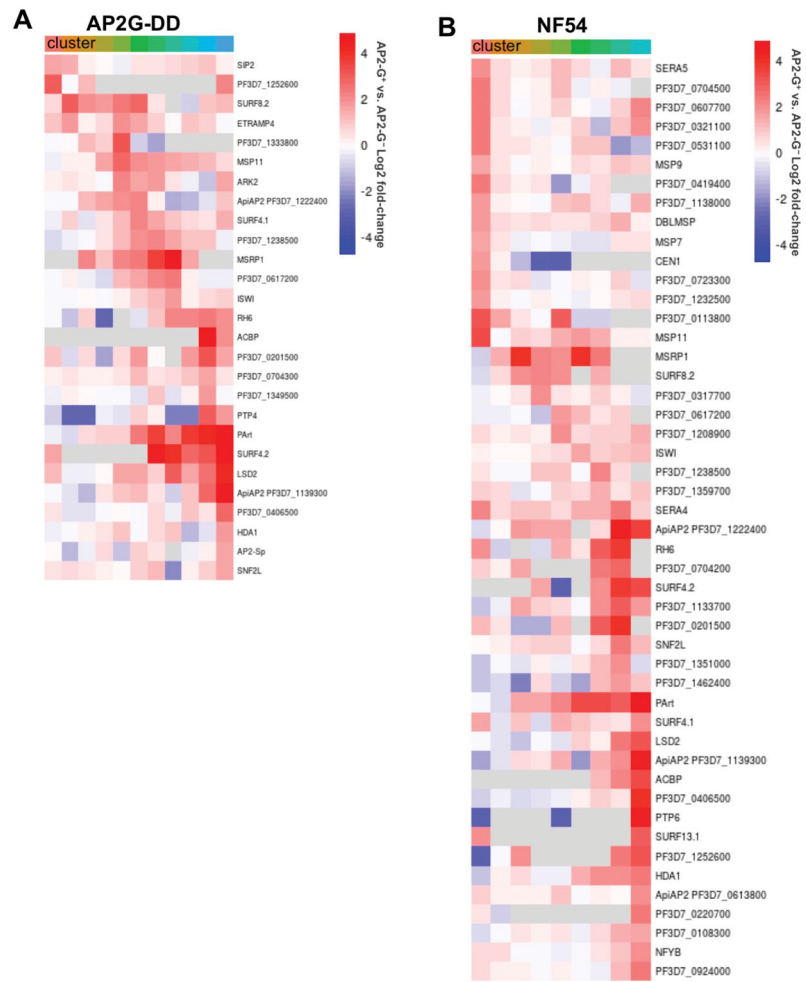 A
AP2G-DD
cluster
SIP2
PF3D7_1252600
SURF8.2
ETRAMP4
PF3D7_1333800
MSP11
ARK2
ApiAP2 PF3D7_1222400
SURF4.1
PF3D7_1238500
MSRP1
PF3D7_0617200
ISWI
RH6
ACBP
PF3D7_0201500
PF3D7_0704300
PF3D7_1349500
PTP4
PArt
SURF4.2
LSD2
ApiAP2 PF3D7_1139300
PF3D7_0406500
HDA1
AP2-Sp
SNF2L
4
2
0
-2
-4
AP2-G+ vs. AP2-G− Log2 fold-change
B
NF54
cluster
SERA5
PF3D7_0704500
PF3D7_0607700
PF3D7_0321100
PF3D7_0531100
MSP9
PF3D7_0419400
PF3D7_1138000
DBLMSP
MSP7
CEN1
PF3D7_0723300
PF3D7_1232500
PF3D7_0113800
MSP11
MSRP1
SURF8.2
PF3D7_0317700
PF3D7_0617200
PF3D7_1208900
ISWI
PF3D7_1238500
PF3D7_1359700
SERA4
ApiAP2 PF3D7_1222400
RH6
PF3D7_0704200
SURF4.2
PF3D7_1133700
PF3D7_0201500
SNF2L
PF3D7_1351000
PF3D7_1462400
PArt
SURF4.1
LSD2
ApiAP2 PF3D7_1139300
ACBP
PF3D7_0406500
PTP6
SURF13.1
PF3D7_1252600
HDA1
ApiAP2 PF3D7_0613800
PF3D7_0220700
PF3D7_0108300
NFYB
PF3D7_0924000
4
2
0
-2
-4
AP2-G+ vs. AP2-G− Log2 fold-change